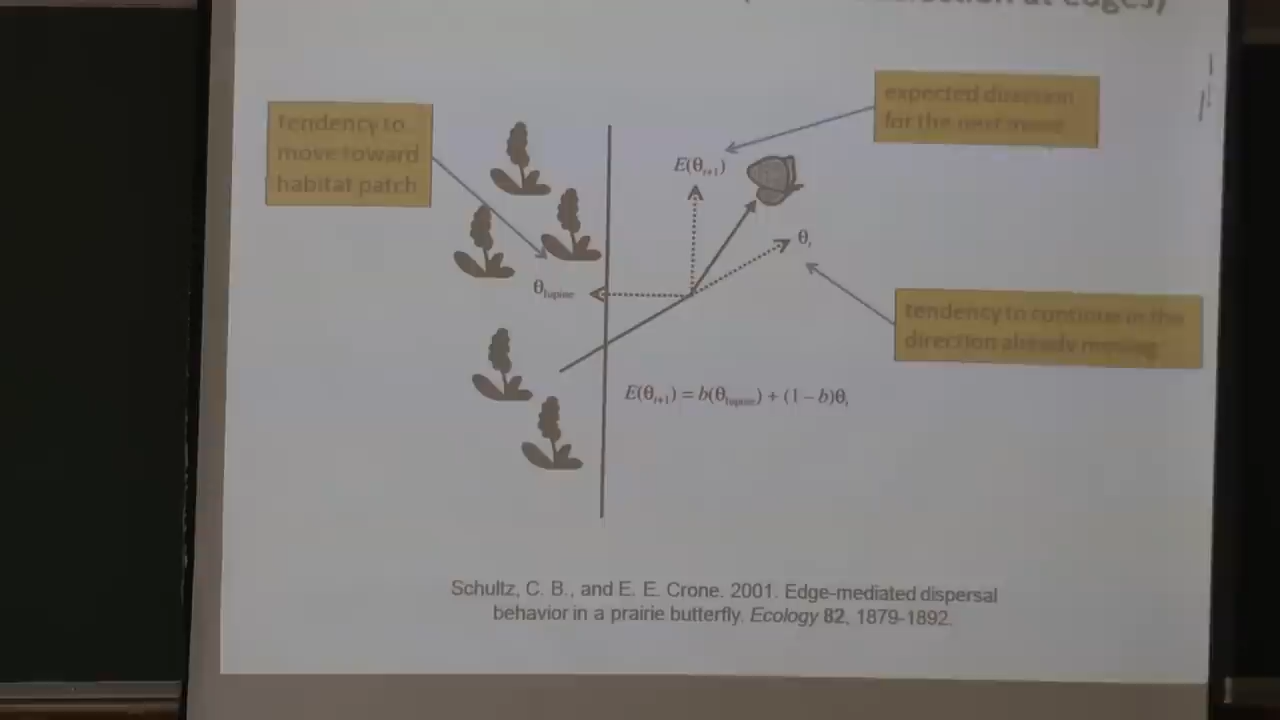 at edges)
tendency to
move toward
habitat patch
expected direction
for the next move
E(θₜ₊₁)
θₜ
θlupine
tendency to continue in the
direction already moving
E(θₜ₊₁) = b(θlupine) + (1 – b)θₜ
Schultz, C. B., and E. E. Crone. 2001. Edge-mediated dispersal
behavior in a prairie butterfly. Ecology 82, 1879-1892.